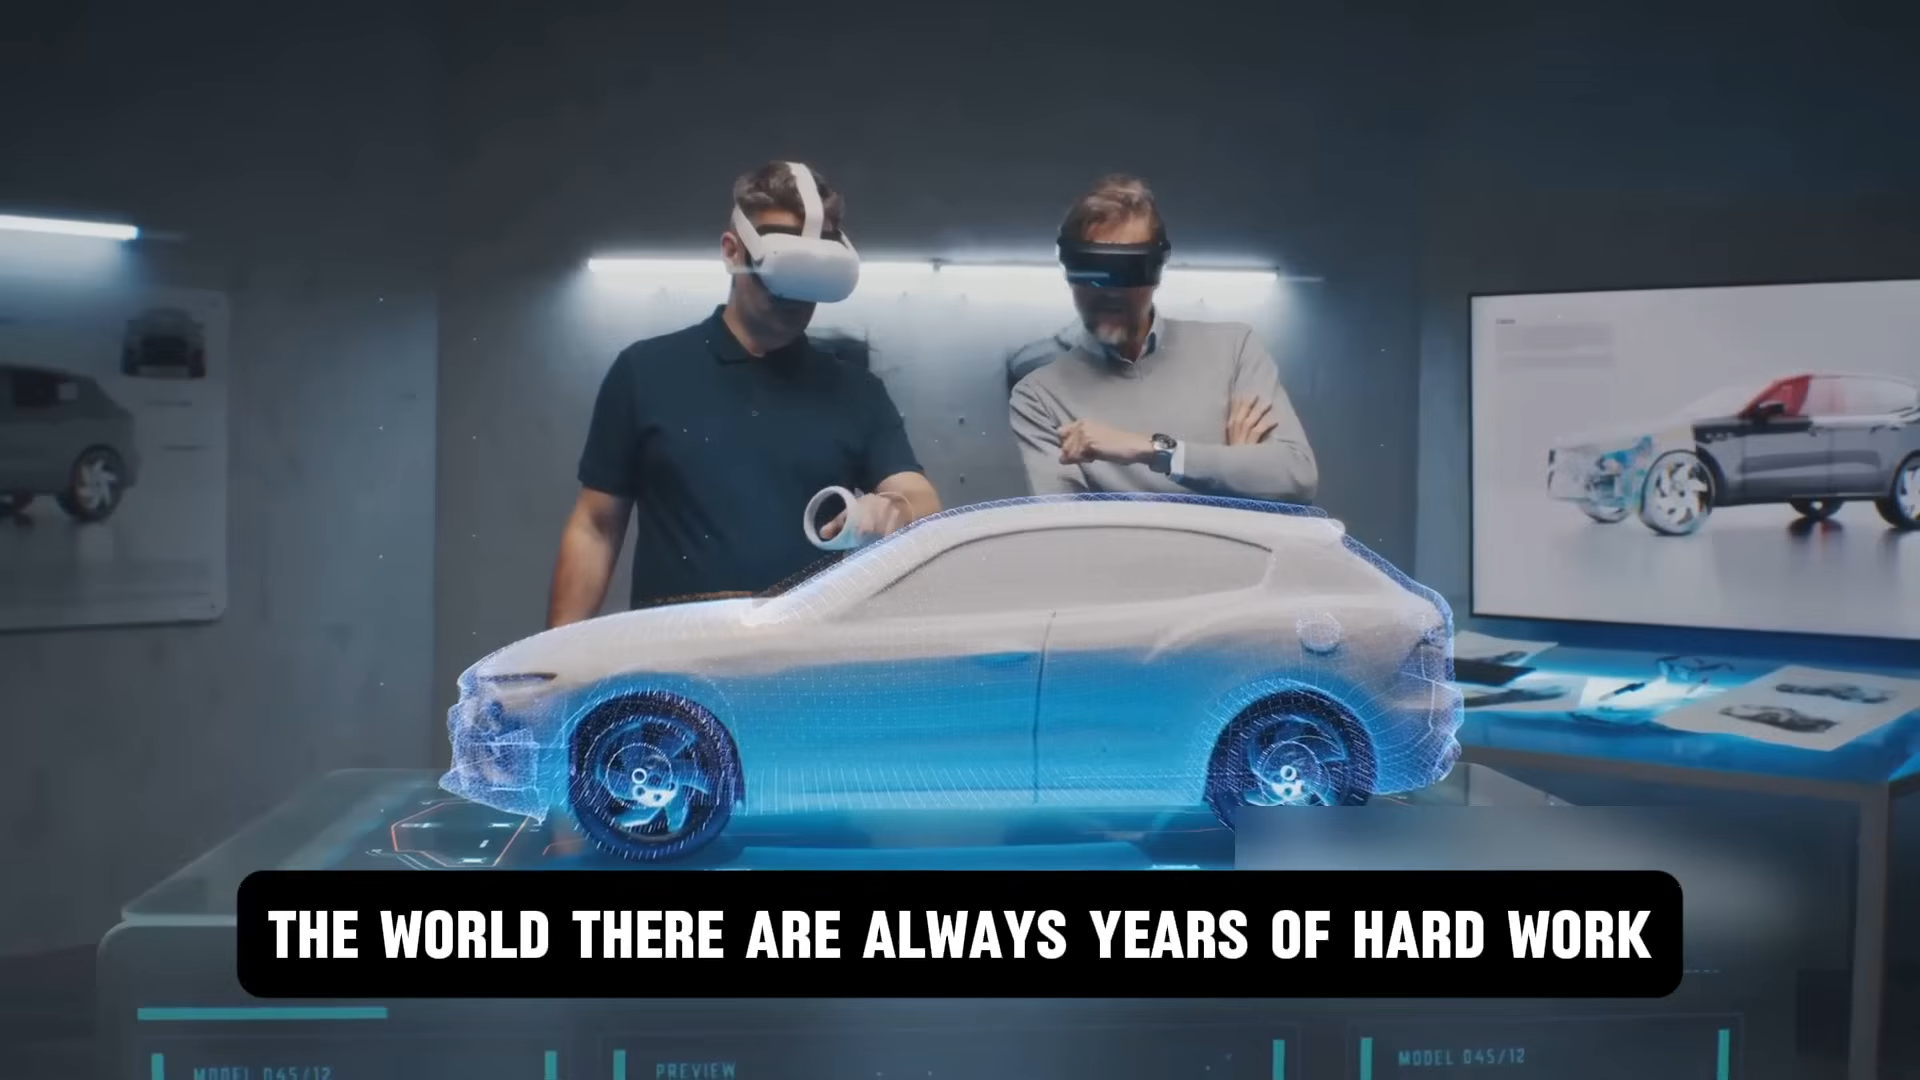 THE WORLD THERE ARE ALWAYS YEARS OF HARD WORK
MODEL 045/12
PREVIEW
MODEL 045/12